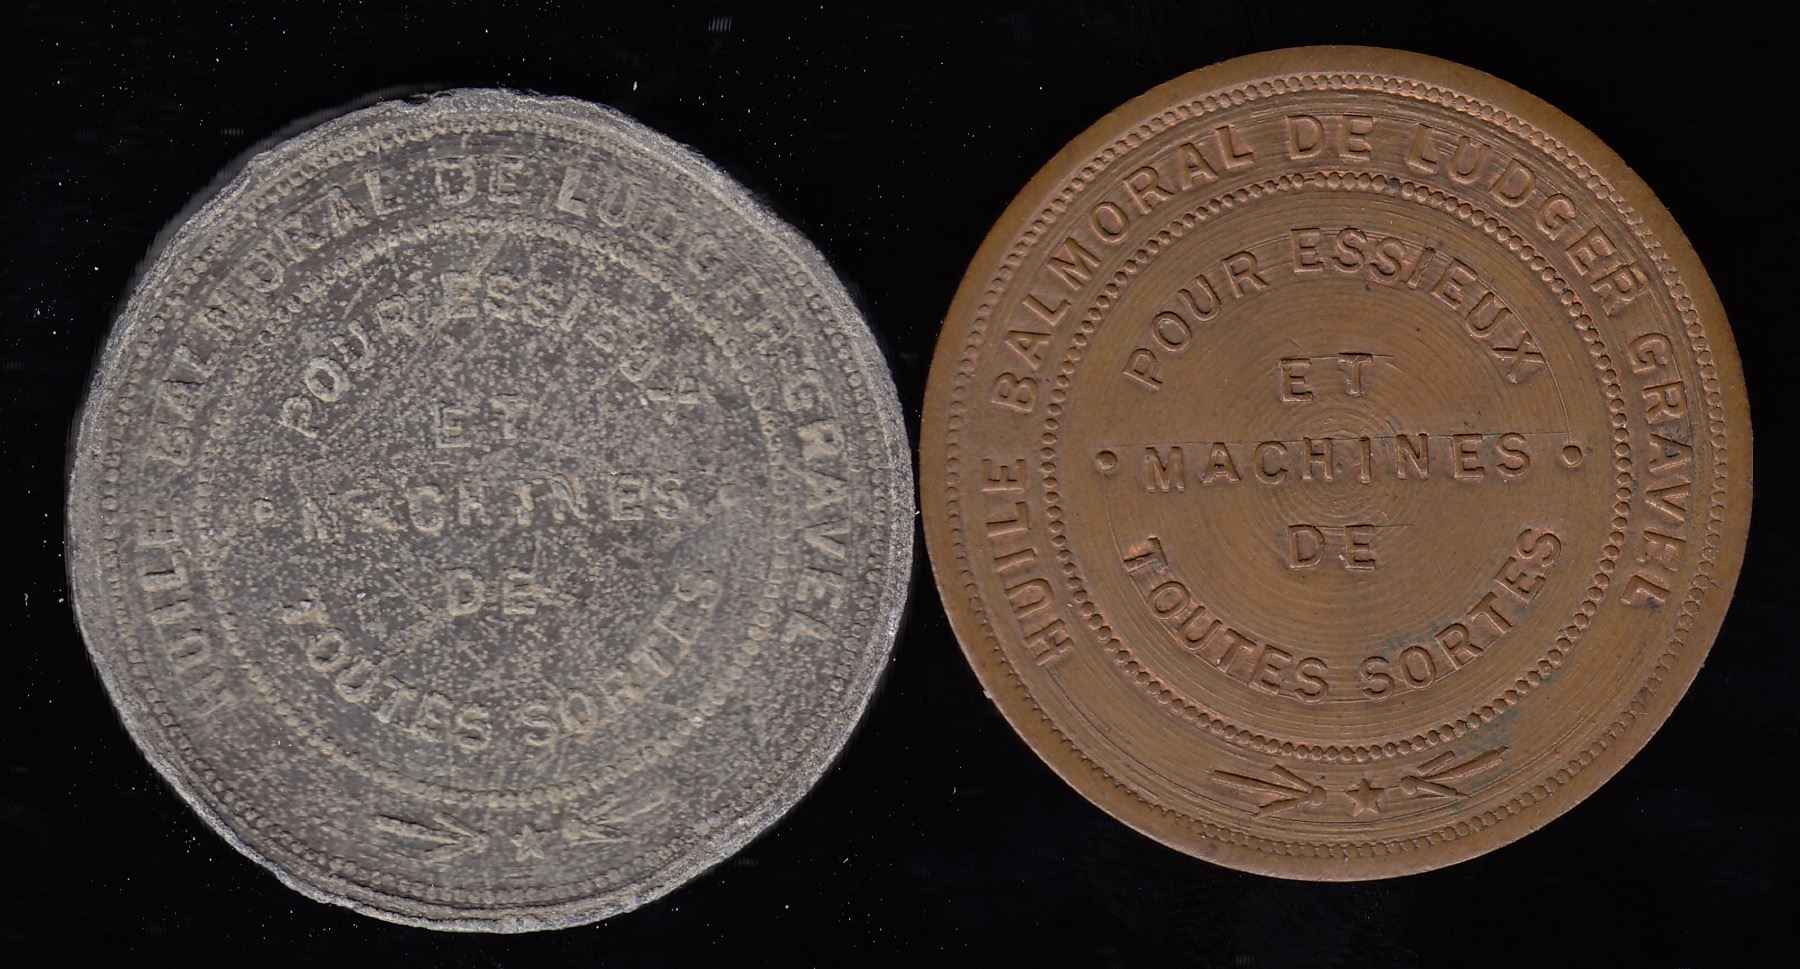 HUILE BALMORAL DE LUDGER GRAVEL
POUR ESSIEUX
ET
MACHINES
DE
TOUTES SORTES
HUILE BALMORAL DE LUDGER GRAVEL
POUR ESSIEUX
ET
MACHINES
DE
TOUTES SORTES